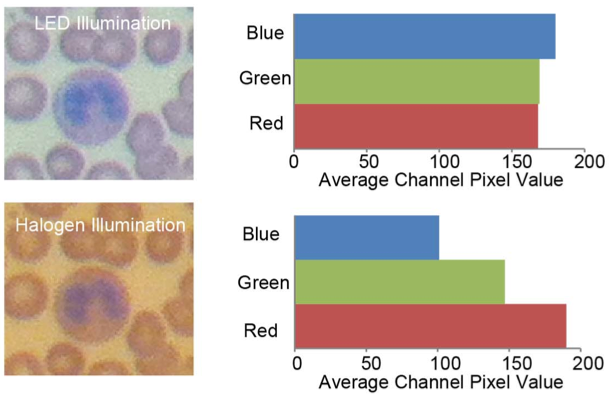 LED Illumination
Blue
Green
Red
0 50 100 150 200
Average Channel Pixel Value
Halogen Illumination
Blue
Green
Red
0 50 100 150 200
Average Channel Pixel Value